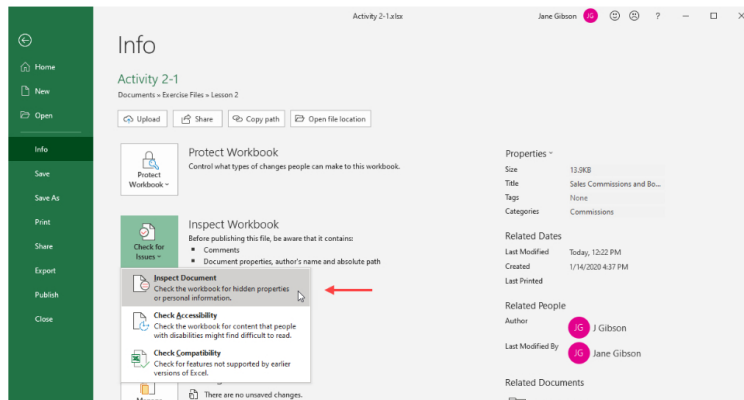 Activity 2-1.xlsx
Jane Gibson
JG
?
Info
Home
New
Open
Info
Save
Save As
Print
Share
Export
Publish
Close
Activity 2-1
Documents » Exercise Files » Lesson 2
Upload
Share
Copy path
Open file location
Protect
Workbook
Protect Workbook
Control what types of changes people can make to this workbook.
Check for
Issues
Inspect Workbook
Before publishing this file, be aware that it contains:
Comments
Document properties, author's name and absolute path
Inspect Document
Check the workbook for hidden properties
or personal information.
Check Accessibility
Check the workbook for content that people
with disabilities might find difficult to read.
Check Compatibility
Check for features not supported by earlier
versions of Excel.
There are no unsaved changes.
Properties
Size 13.9KB
Title Sales Commissions and Bo...
Tags None
Categories Commissions
Related Dates
Last Modified Today, 12:22 PM
Created 1/14/2020 4:37 PM
Last Printed
Related People
Author JG J Gibson
Last Modified By JG Jane Gibson
Related Documents